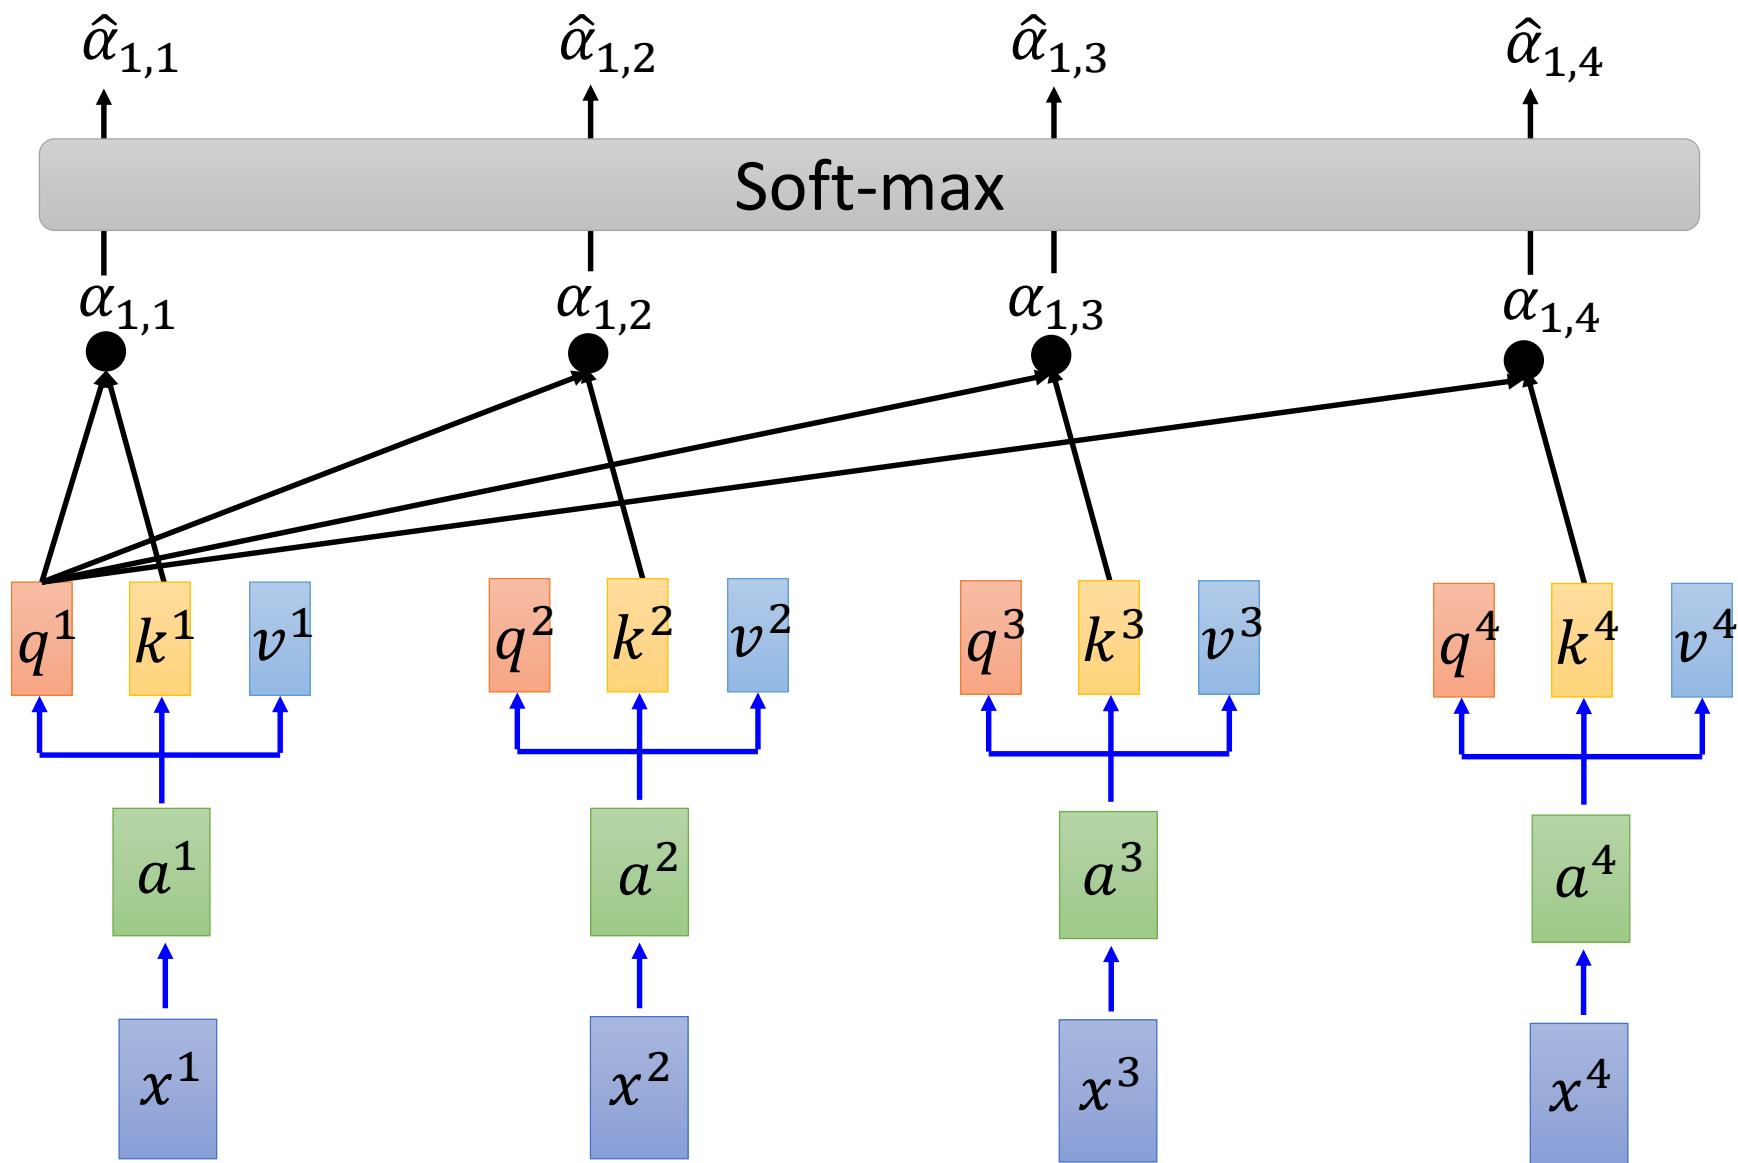 α̂₁,₁ α̂₁,₂ α̂₁,₃ α̂₁,₄
Soft-max
α₁,₁ α₁,₂ α₁,₃ α₁,₄
q¹ k¹ v¹ q² k² v² q³ k³ v³ q⁴ k⁴ v⁴
a¹ a² a³ a⁴
x¹ x² x³ x⁴